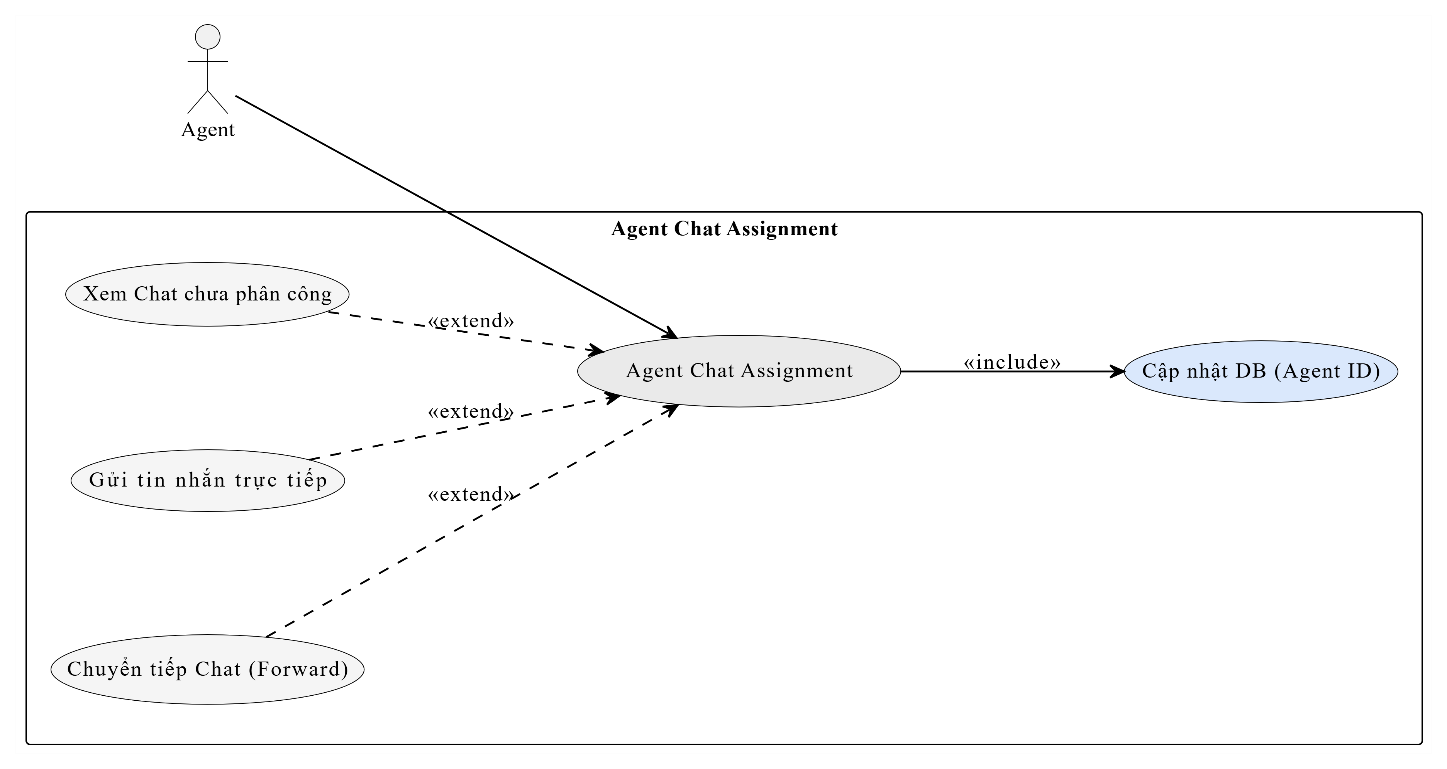 Agent
Agent Chat Assignment
Xem Chat chưa phân công
«extend»
Agent Chat Assignment
«include»
Cập nhật DB (Agent ID)
«extend»
Gửi tin nhắn trực tiếp
«extend»
Chuyển tiếp Chat (Forward)